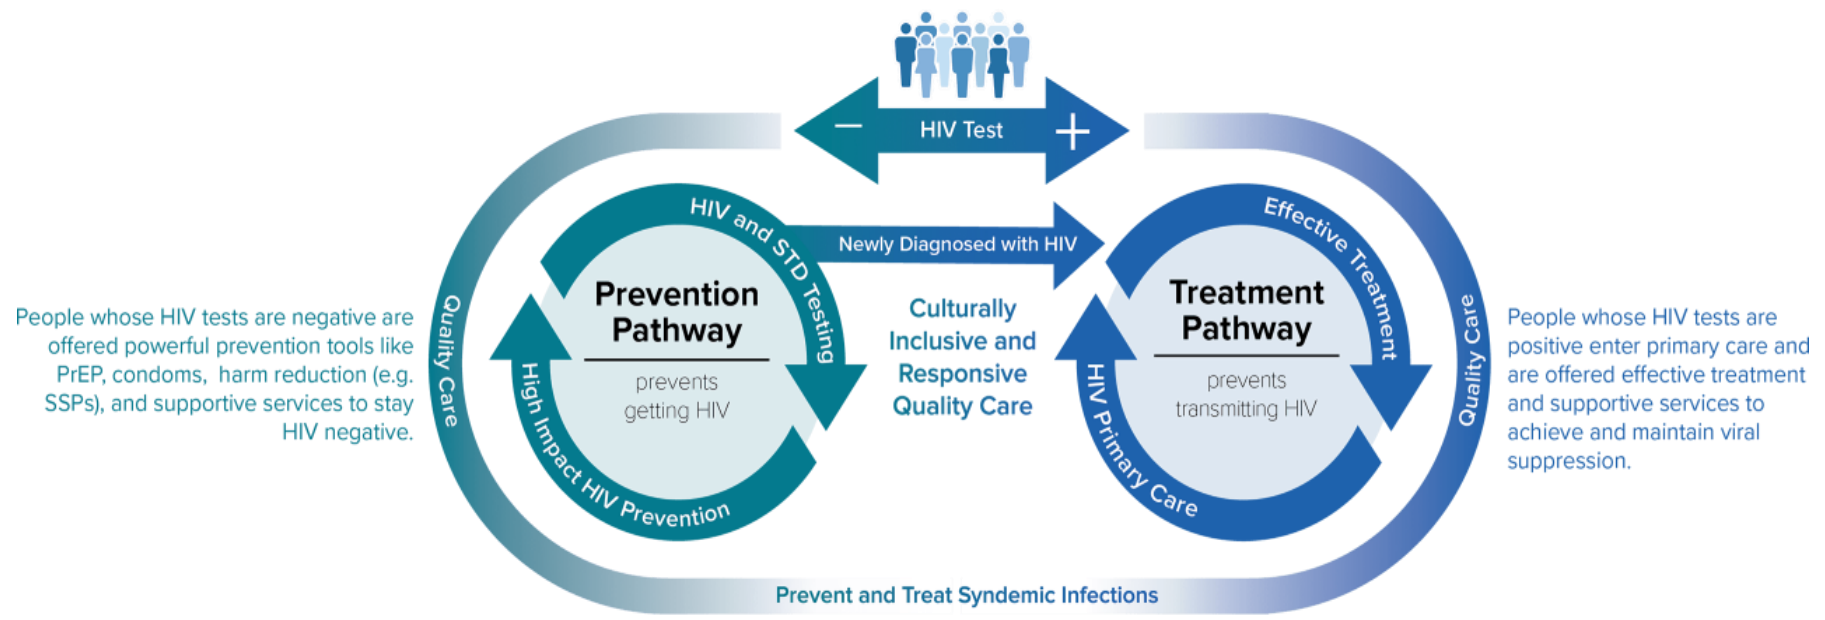 − HIV Test +
Newly Diagnosed with HIV
HIV and STD Testing
High Impact HIV Prevention
Prevention
Pathway
prevents
getting HIV
Culturally
Inclusive and
Responsive
Quality Care
Effective Treatment
HIV Primary Care
Treatment
Pathway
prevents
transmitting HIV
Quality Care
People whose HIV tests are negative are
offered powerful prevention tools like
PrEP, condoms, harm reduction (e.g.
SSPs), and supportive services to stay
HIV negative.
Quality Care
People whose HIV tests are
positive enter primary care and
are offered effective treatment
and supportive services to
achieve and maintain viral
suppression.
Prevent and Treat Syndemic Infections